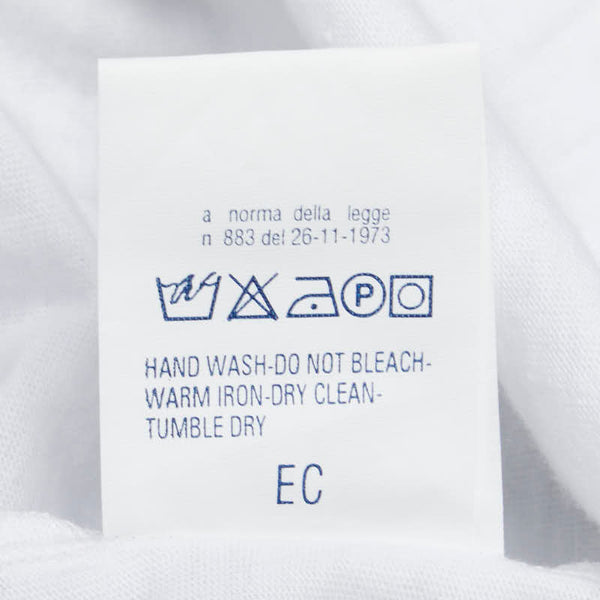 a norma della legge
n 883 del 26-11-1973
P
HAND WASH-DO NOT BLEACH-
WARM IRON-DRY CLEAN-
TUMBLE DRY
EC